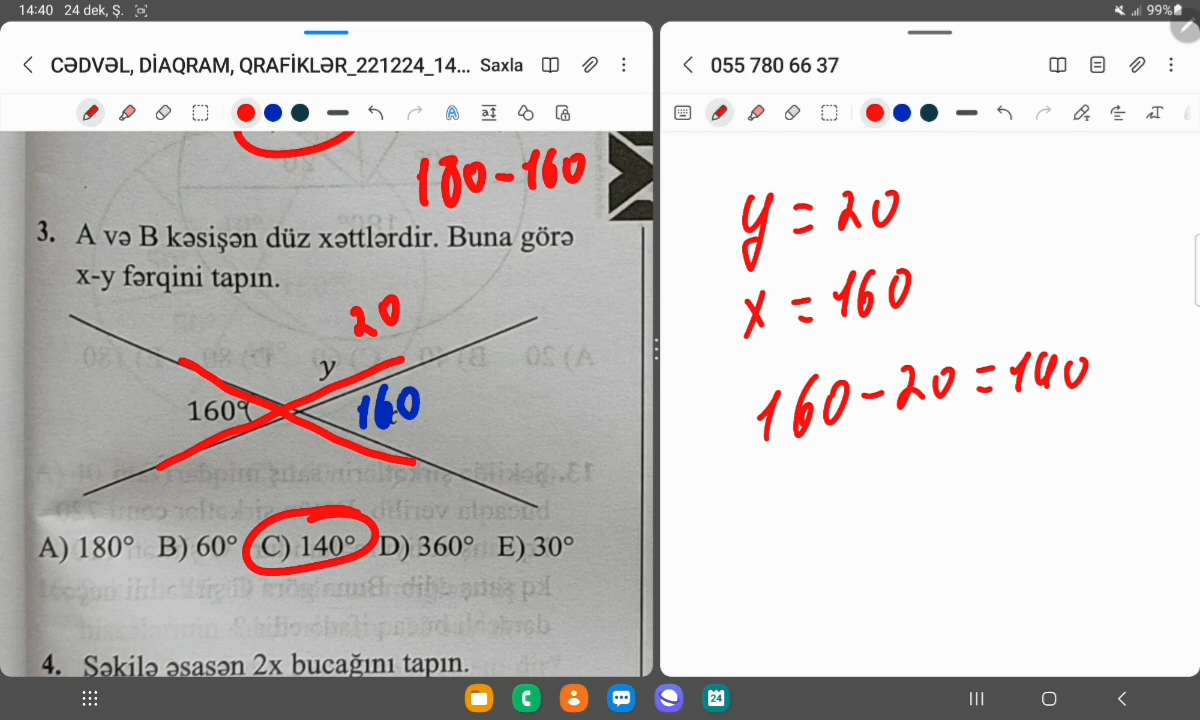 14:40 24 dek, Ş. 99%
CƏDVƏL, DİAQRAM, QRAFİKLƏR_221224_14... Saxla
180-160
3. A və B kəsişən düz xəttlərdir. Buna görə
x-y fərqini tapın.
20
y
160°
160
A) 180° B) 60° C) 140° D) 360° E) 30°
4. Şəkilə əsasən 2x bucağını tapın.
055 780 66 37
y = 20
x = 160
160-20=140
24